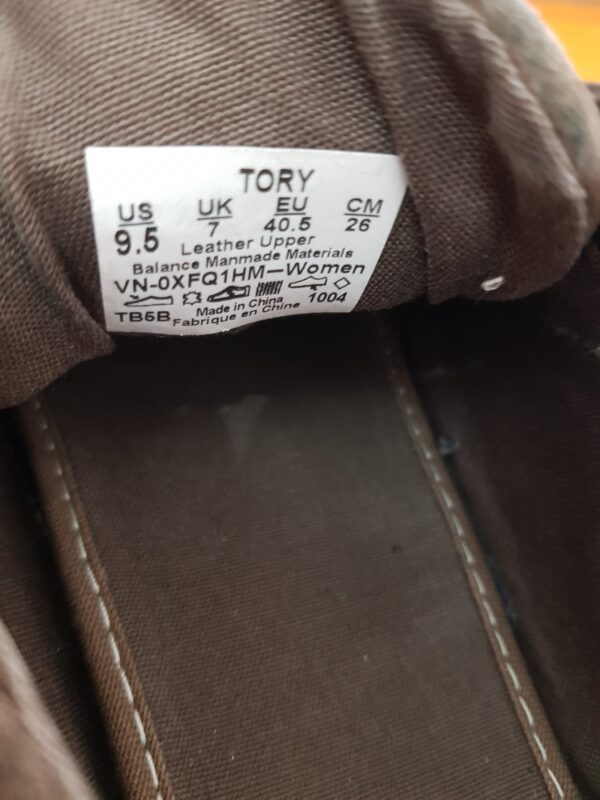 TORY
US UK EU CM
9.5 7 40.5 26
Leather Upper
Balance Manmade Materials
VN-0XFQ1HM-Women
1004
Made in China
TB5B Fabrique en Chine